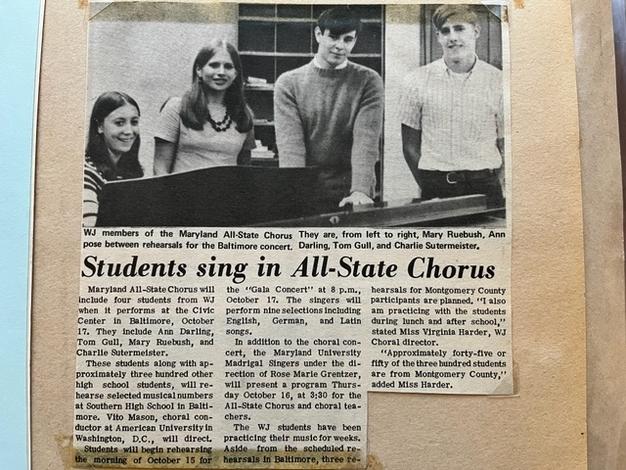 WJ members of the Maryland All-State Chorus
pose between rehearsals for the Baltimore concert.
They are, from left to right, Mary Ruebush, Ann
Darling, Tom Gull, and Charlie Sutermeister.
Students sing in All-State Chorus
Maryland All-State Chorus will
include four students from WJ
when it performs at the Civic
Center in Baltimore, October
17. They include Ann Darling,
Tom Gull, Mary Ruebush, and
Charlie Sutermeister.
These students along with ap-
proximately three hundred other
high school students, will re-
hearse selected musical numbers
at Southern High School in Balti-
more. Vito Mason, choral con-
ductor at American University in
Washington, D.C., will direct.
Students will begin rehearsing
the morning of October 15 for
the "Gala Concert" at 8 p.m.,
October 17. The singers will
perform nine selections including
English, German, and Latin
songs.
In addition to the choral con-
cert, the Maryland University
Madrigal Singers under the di-
rection of Rose Marie Grentzer,
will present a program Thurs-
day October 16, at 3:30 for the
All-State Chorus and choral tea-
chers.
The WJ students have been
practicing their music for weeks.
Aside from the scheduled re-
hearsals in Baltimore, three re-
hearsals for Montgomery County
participants are planned. "I also
am practicing with the students
during lunch and after school,"
stated Miss Virginia Harder, WJ
Choral director.
"Approximately forty-five or
fifty of the three hundred students
are from Montgomery County,"
added Miss Harder.